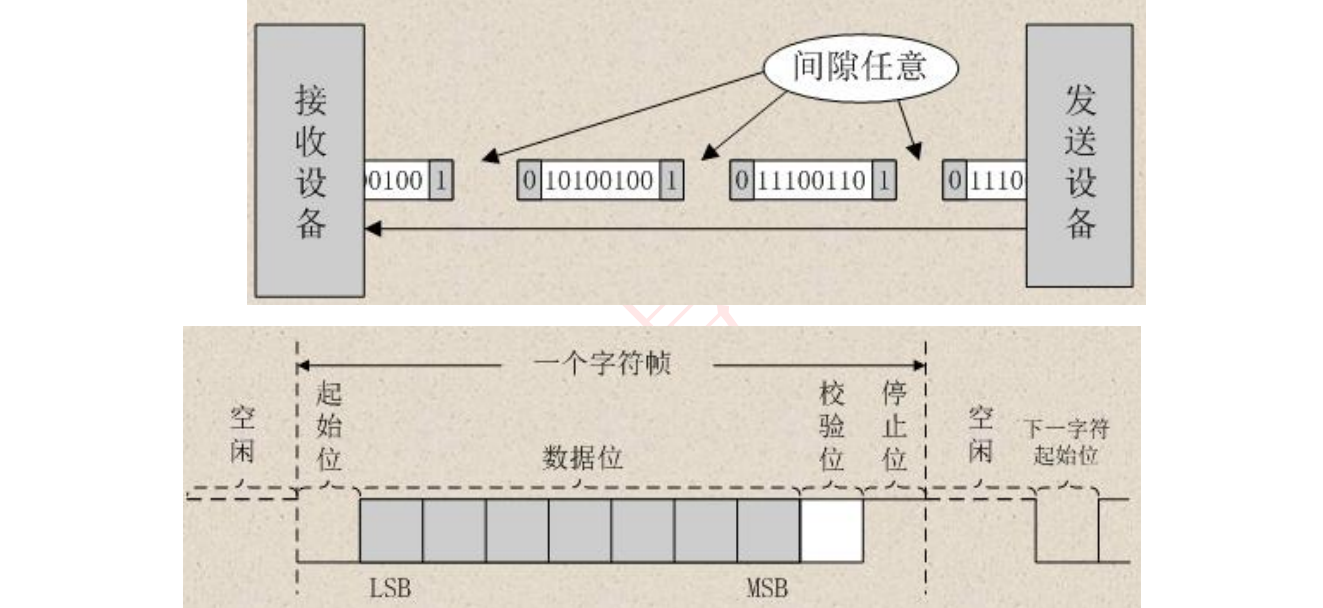 间隙任意
接收设备
发送设备
00100 1
0 10100100 1
0 11100110 1
0 1110
一个字符帧
空闲
起始位
数据位
校验位
停止位
空闲
下一字符
起始位
LSB
MSB